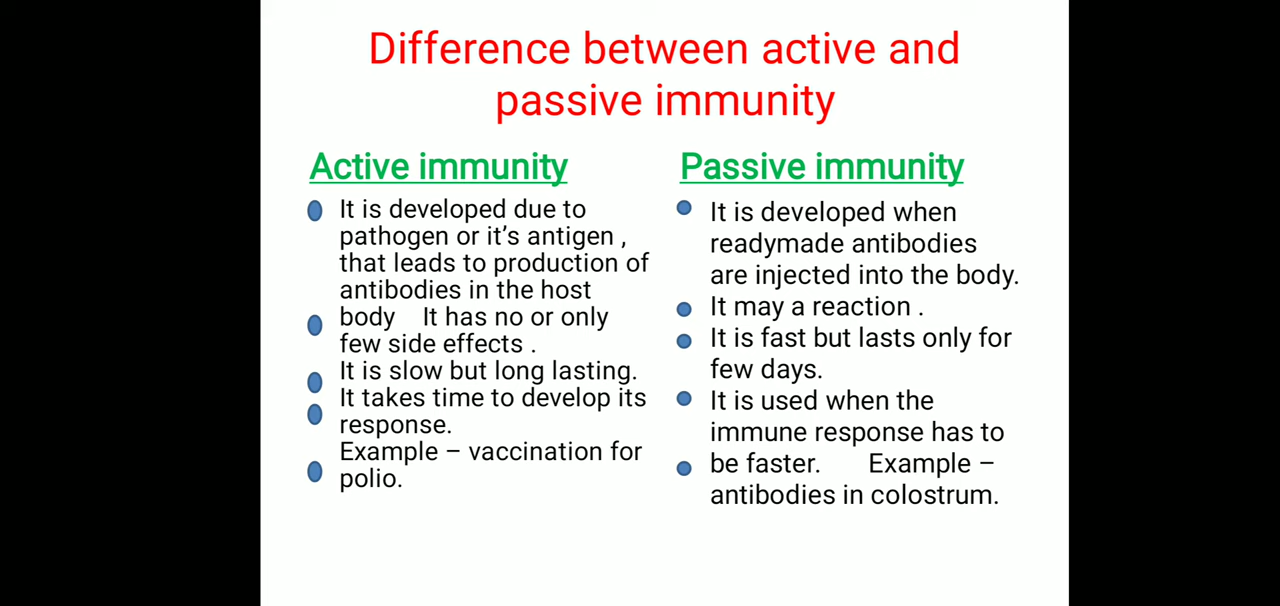 Difference between active and
passive immunity
Active immunity
It is developed due to
pathogen or it’s antigen ,
that leads to production of
antibodies in the host
body It has no or only
few side effects .
It is slow but long lasting.
It takes time to develop its
response.
Example – vaccination for
polio.
Passive immunity
It is developed when
readymade antibodies
are injected into the body.
It may a reaction .
It is fast but lasts only for
few days.
It is used when the
immune response has to
be faster. Example –
antibodies in colostrum.